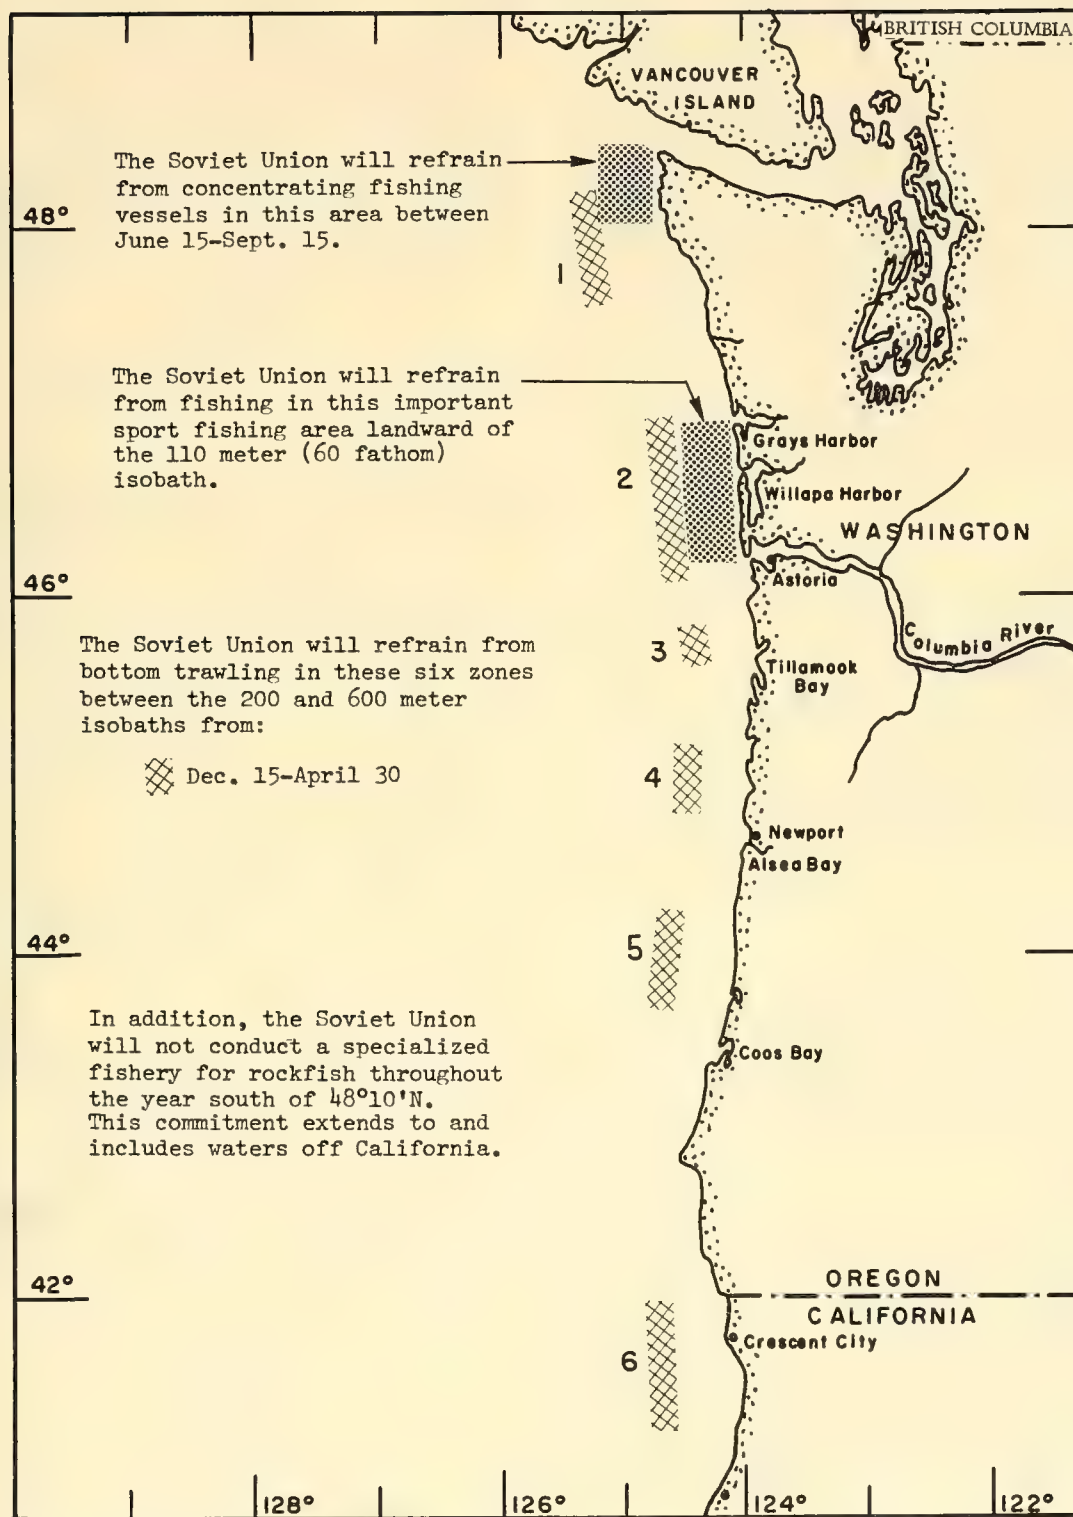 BRITISH COLUMBIA
VANCOUVER
ISLAND
The Soviet Union will refrain
from concentrating fishing
vessels in this area between
June 15-Sept. 15.
48°
1
The Soviet Union will refrain
from fishing in this important
sport fishing area landward of
the 110 meter (60 fathom)
isobath.
Grays Harbor
2
Willapa Harbor
WASHINGTON
46°
Astoria
Columbia River
The Soviet Union will refrain from
bottom trawling in these six zones
between the 200 and 600 meter
isobaths from:
Dec. 15-April 30
3
Tillamook
Bay
4
Newport
Alsea Bay
44°
5
In addition, the Soviet Union
will not conduct a specialized
fishery for rockfish throughout
the year south of 48°10'N.
This commitment extends to and
includes waters off California.
Coos Bay
42°
OREGON
CALIFORNIA
Crescent City
6
128°
126°
124°
122°